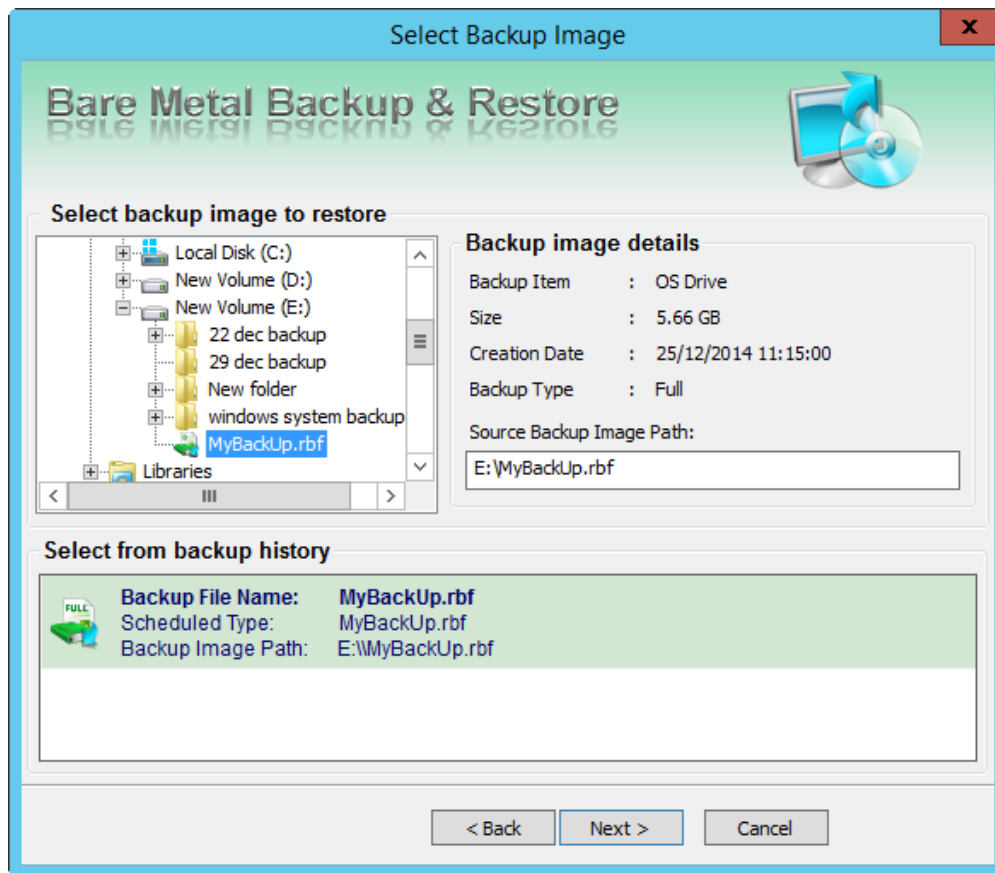 Select Backup Image
x
Bare Metal Backup & Restore
Select backup image to restore
Local Disk (C:)
New Volume (D:)
New Volume (E:)
22 dec backup
29 dec backup
New folder
windows system backup
MyBackUp.rbf
Libraries
Backup image details
Backup Item : OS Drive
Size : 5.66 GB
Creation Date : 25/12/2014 11:15:00
Backup Type : Full
Source Backup Image Path:
E:\MyBackUp.rbf
Select from backup history
FULL
Backup File Name: MyBackUp.rbf
Scheduled Type: MyBackUp.rbf
Backup Image Path: E:\\MyBackUp.rbf
< Back Next > Cancel